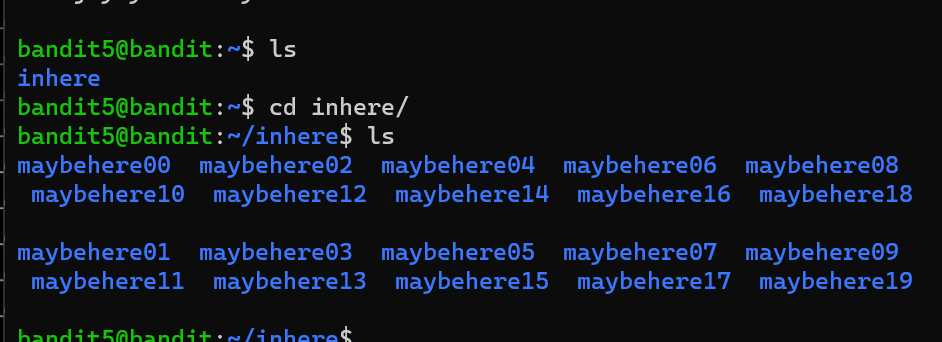 bandit5@bandit:~$ ls
inhere
bandit5@bandit:~$ cd inhere/
bandit5@bandit:~/inhere$ ls
maybehere00  maybehere02  maybehere04  maybehere06  maybehere08
 maybehere10  maybehere12  maybehere14  maybehere16  maybehere18
maybehere01  maybehere03  maybehere05  maybehere07  maybehere09
 maybehere11  maybehere13  maybehere15  maybehere17  maybehere19
bandit5@bandit:~/inhere$